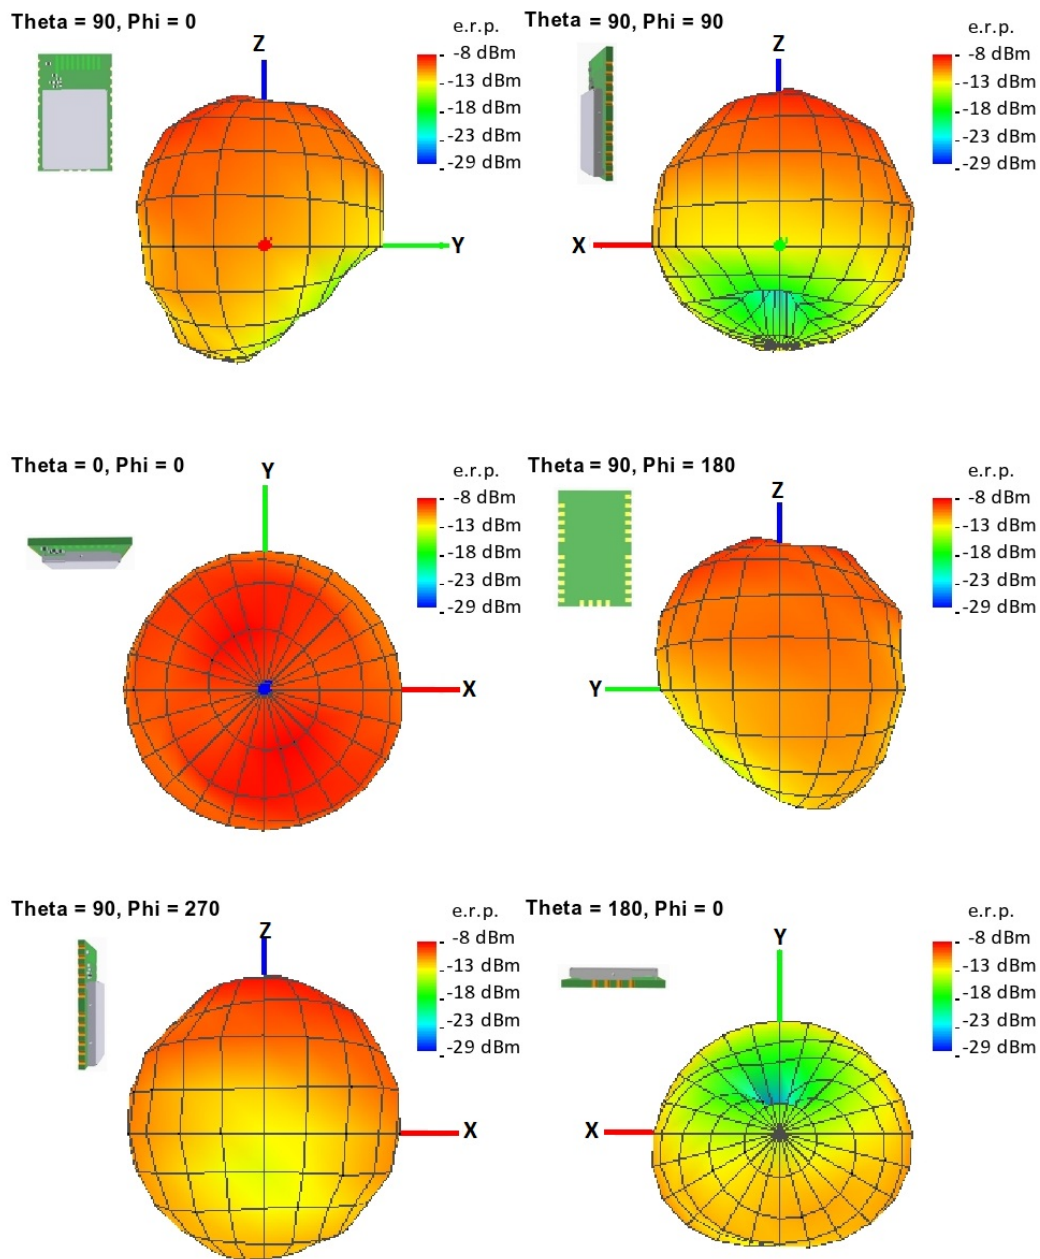 Theta = 90, Phi = 0
e.r.p.
Z
-8 dBm
-13 dBm
-18 dBm
-23 dBm
-29 dBm
Y
Theta = 90, Phi = 90
e.r.p.
Z
-8 dBm
-13 dBm
-18 dBm
-23 dBm
-29 dBm
X
Theta = 0, Phi = 0
e.r.p.
Y
-8 dBm
-13 dBm
-18 dBm
-23 dBm
-29 dBm
X
Theta = 90, Phi = 180
e.r.p.
Z
-8 dBm
-13 dBm
-18 dBm
-23 dBm
-29 dBm
Y
Theta = 90, Phi = 270
e.r.p.
Z
-8 dBm
-13 dBm
-18 dBm
-23 dBm
-29 dBm
X
Theta = 180, Phi = 0
e.r.p.
Y
-8 dBm
-13 dBm
-18 dBm
-23 dBm
-29 dBm
X